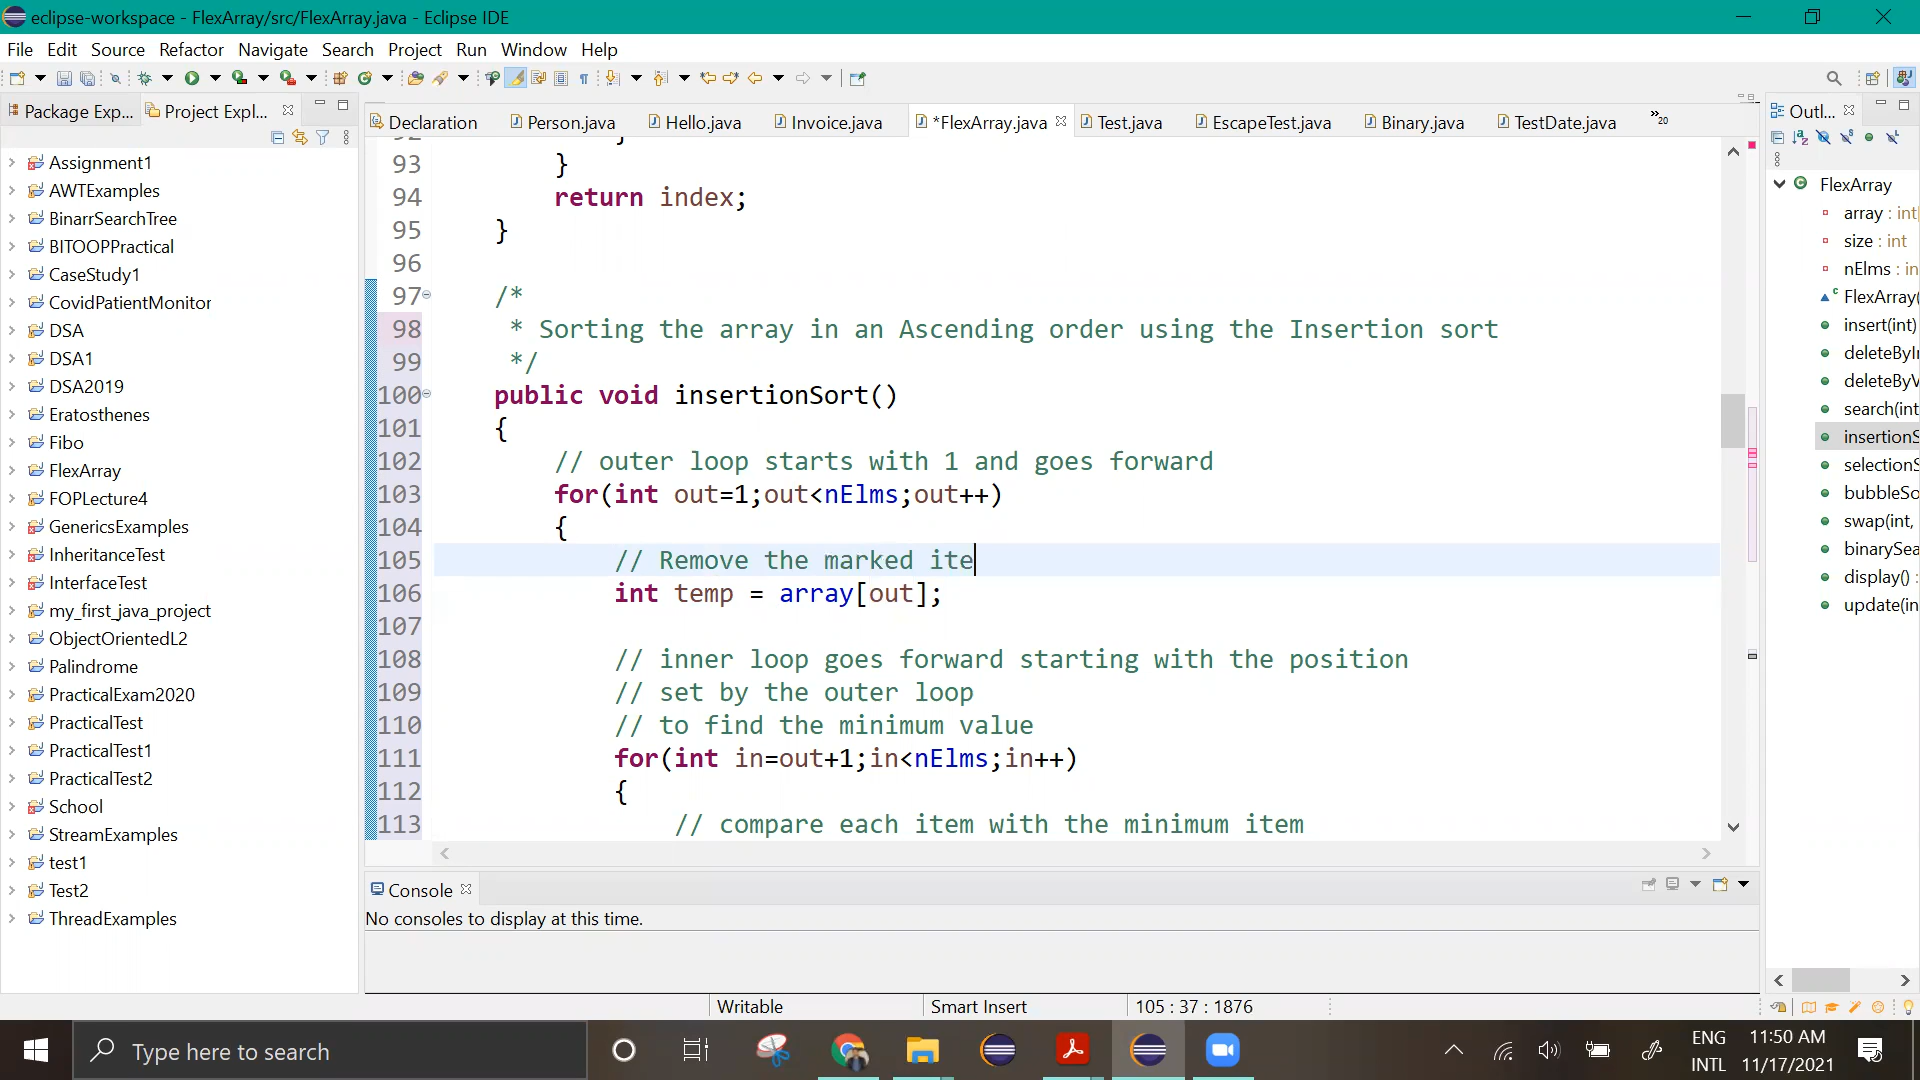 eclipse-workspace - FlexArray/src/FlexArray.java - Eclipse IDE
File Edit Source Refactor Navigate Search Project Run Window Help
Package Exp... Project Expl... Outl...
Declaration Person.java Hello.java Invoice.java *FlexArray.java Test.java EscapeTest.java Binary.java TestDate.java »20
Assignment1
AWTExamples
BinarrSearchTree
BITOOPPractical
CaseStudy1
CovidPatientMonitor
DSA
DSA1
DSA2019
Eratosthenes
Fibo
FlexArray
FOPLecture4
GenericsExamples
InheritanceTest
InterfaceTest
my_first_java_project
ObjectOrientedL2
Palindrome
PracticalExam2020
PracticalTest
PracticalTest1
PracticalTest2
School
StreamExamples
test1
Test2
ThreadExamples
93 }
94 return index;
95 }
96
97 /*
98 * Sorting the array in an Ascending order using the Insertion sort
99 */
100 public void insertionSort()
101 {
102 // outer loop starts with 1 and goes forward
103 for(int out=1;out<nElms;out++)
104 {
105 // Remove the marked ite
106 int temp = array[out];
107
108 // inner loop goes forward starting with the position
109 // set by the outer loop
110 // to find the minimum value
111 for(int in=out+1;in<nElms;in++)
112 {
113 // compare each item with the minimum item
FlexArray
array : int
size : int
nElms : in
FlexArray(
insert(int)
deleteByI
deleteByV
search(int
insertionS
selectionS
bubbleSo
swap(int,
binarySea
display() :
update(in
Console
No consoles to display at this time.
Writable Smart Insert 105 : 37 : 1876
Type here to search
ENG 11:50 AM
INTL 11/17/2021